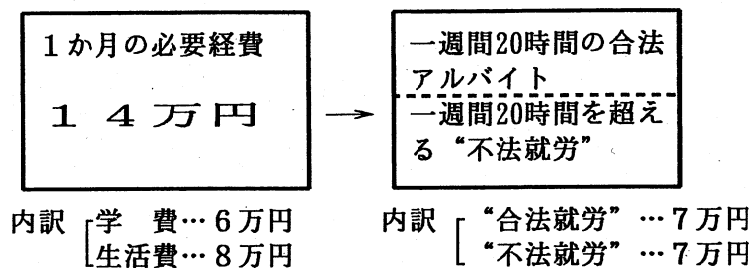 1か月の必要経費
14万円
一週間20時間の合法
アルバイト
一週間20時間を超え
る“不法就労”
内訳 学 費…6万円
生活費…8万円
内訳 “合法就労”…7万円
“不法就労”…7万円